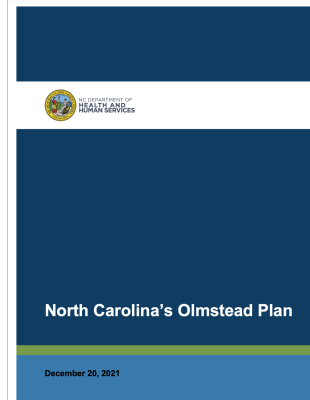 NC DEPARTMENT OF
HEALTH AND
HUMAN SERVICES
North Carolina's Olmstead Plan
December 20, 2021